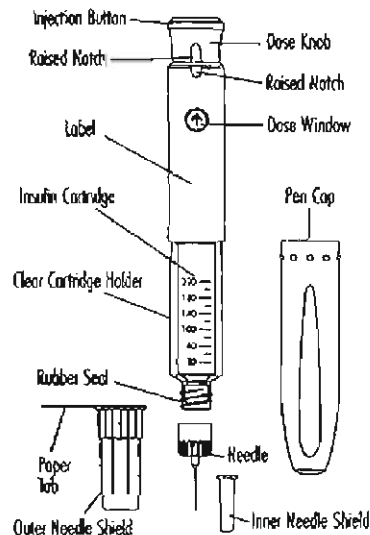 Injection Button
Dose Knob
Raised Notch
Raised Notch
Dose Window
Label
Insulin Cartridge
Pen Cap
Clear Cartridge Holder
Rubber Seal
Needle
Paper
Tab
Outer Needle Shield
Inner Needle Shield